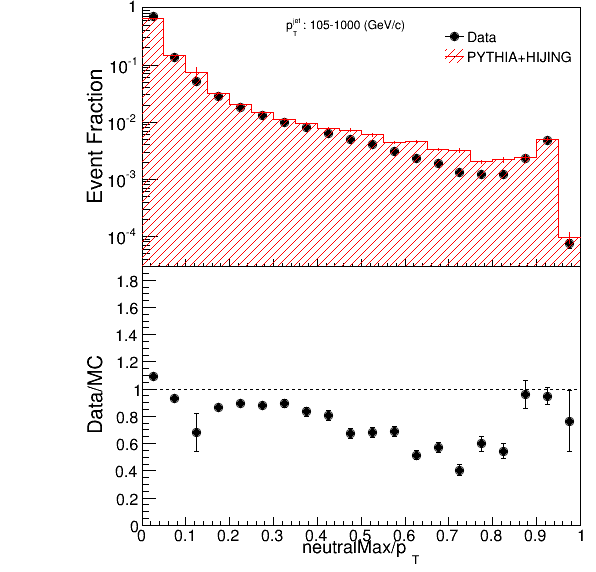 1
p_T^jet : 105-1000 (GeV/c)
Data
PYTHIA+HIJING
10^-1
10^-2
10^-3
10^-4
Event Fraction
1.8
1.6
1.4
1.2
1
0.8
0.6
0.4
0.2
0
Data/MC
0 0.1 0.2 0.3 0.4 0.5 0.6 0.7 0.8 0.9 1
neutralMax/p_T